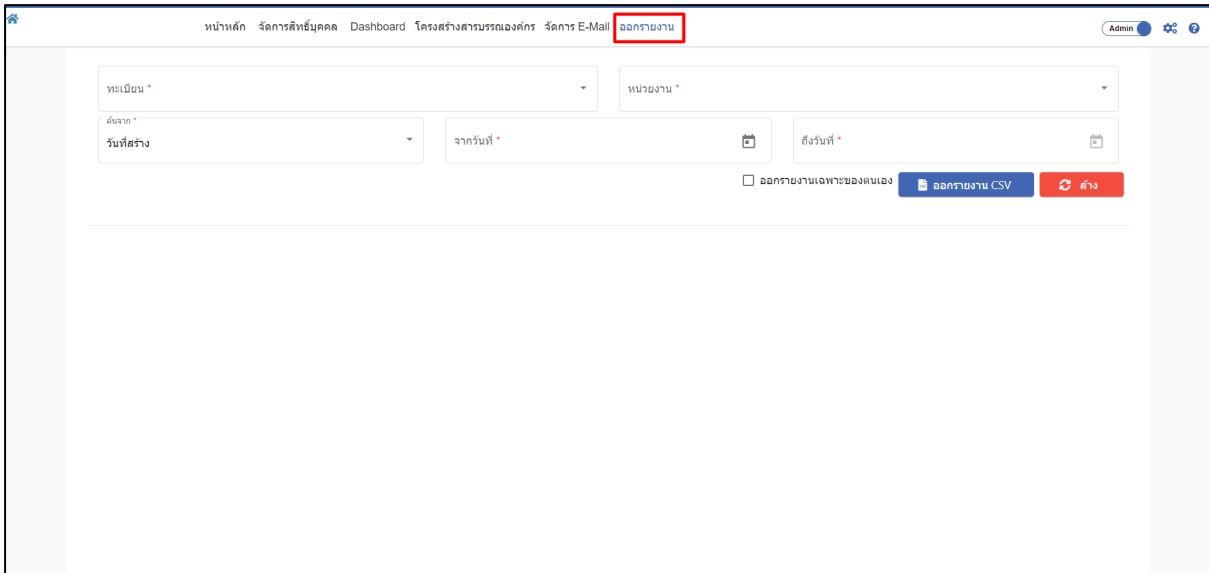 หน้าหลัก จัดการสิทธิ์บุคคล Dashboard โครงสร้างสารบรรณองค์กร จัดการ E-Mail ออกรายงาน Admin
ทะเบียน * หน่วยงาน *
ค้นจาก *
วันที่สร้าง จากวันที่ * ถึงวันที่ *
ออกรายงานเฉพาะของตนเอง ออกรายงาน CSV ล้าง